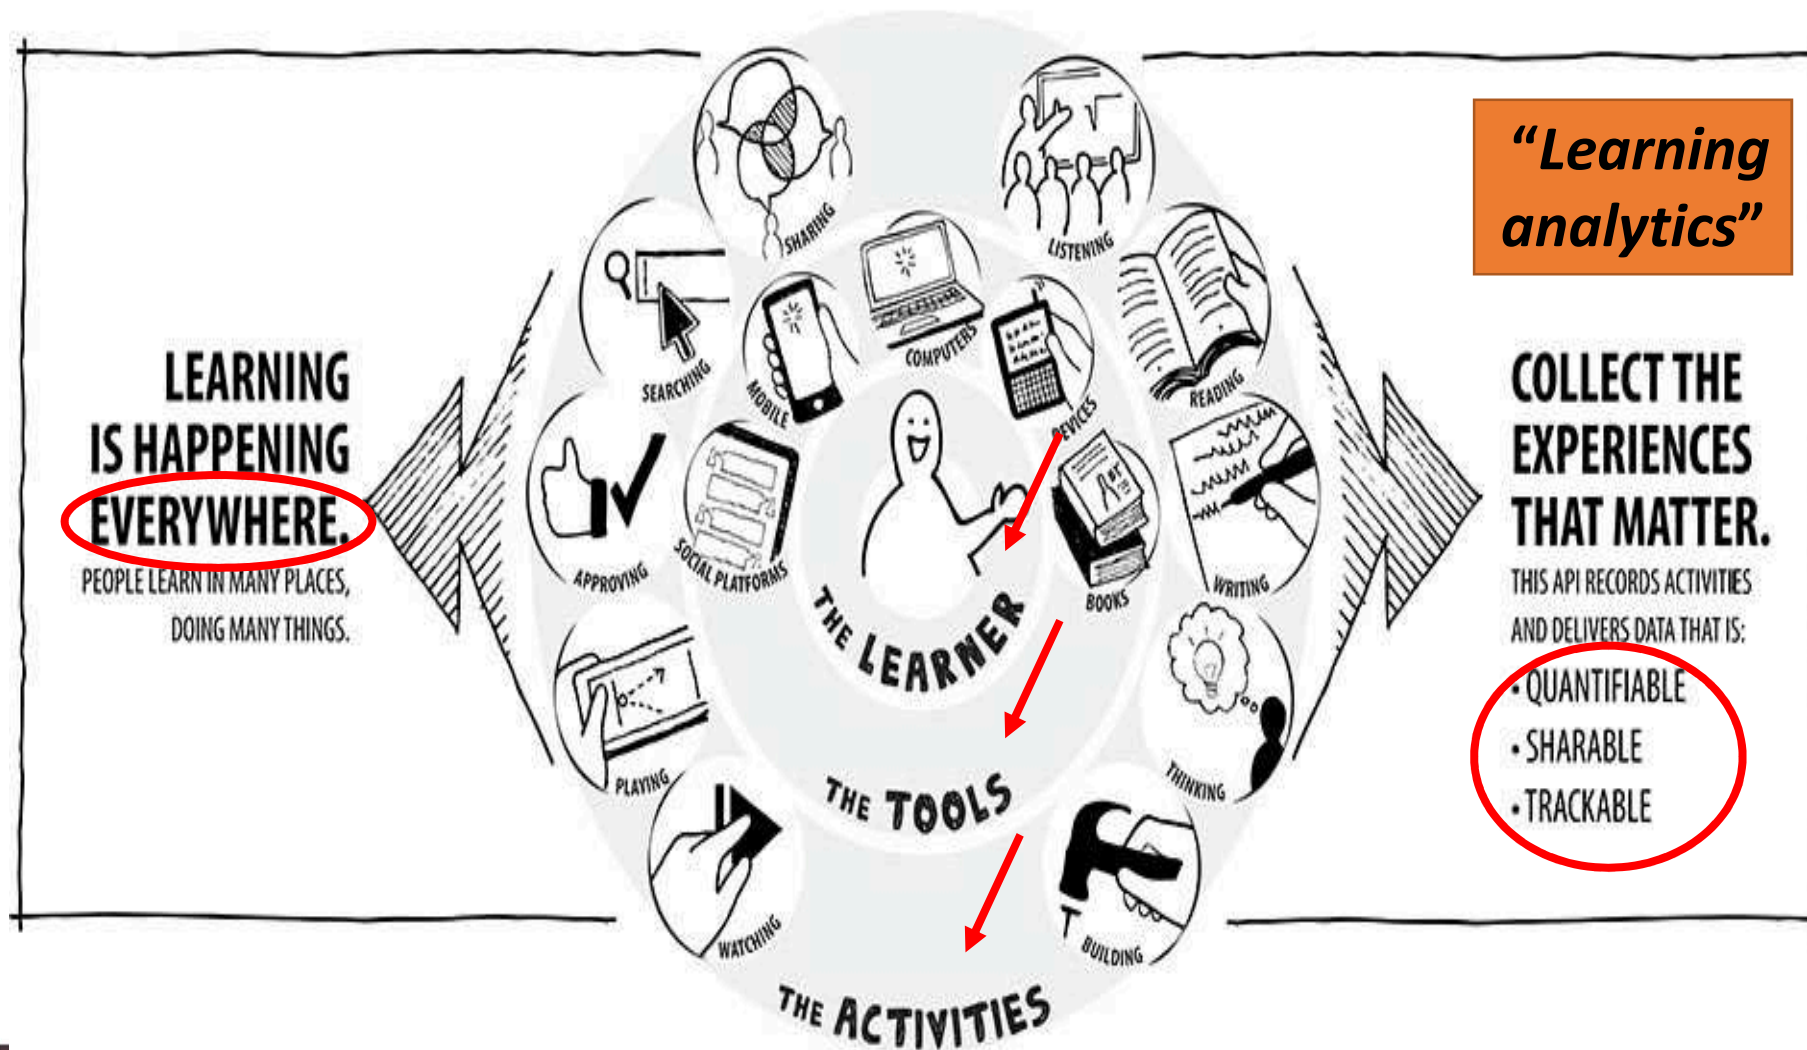 “Learning
analytics”
LEARNING
IS HAPPENING
EVERYWHERE.
PEOPLE LEARN IN MANY PLACES,
DOING MANY THINGS.
SHARING
LISTENING
SEARCHING
MOBILE
COMPUTERS
DEVICES
READING
APPROVING
SOCIAL PLATFORMS
BOOKS
WRITING
PLAYING
THINKING
WATCHING
BUILDING
THE LEARNER
THE TOOLS
THE ACTIVITIES
COLLECT THE
EXPERIENCES
THAT MATTER.
THIS API RECORDS ACTIVITIES
AND DELIVERS DATA THAT IS:
• QUANTIFIABLE
• SHARABLE
• TRACKABLE